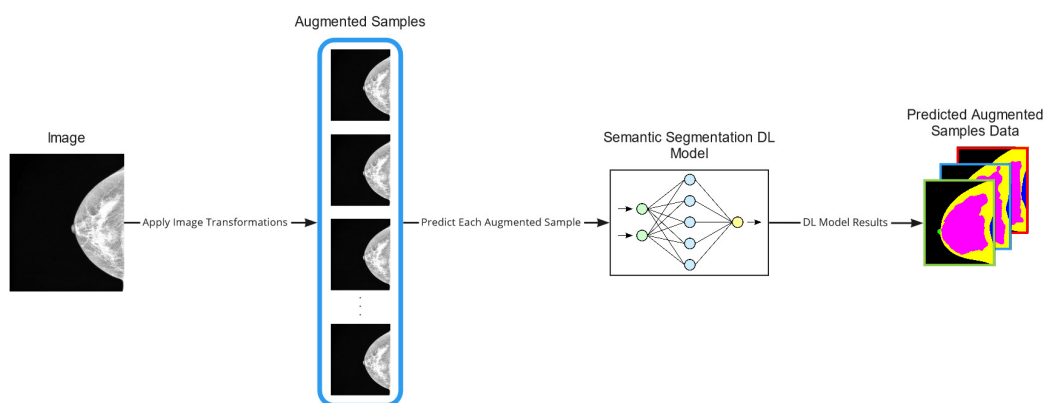 Augmented Samples
Image
Apply Image Transformations
Predict Each Augmented Sample
Semantic Segmentation DL
Model
DL Model Results
Predicted Augmented
Samples Data